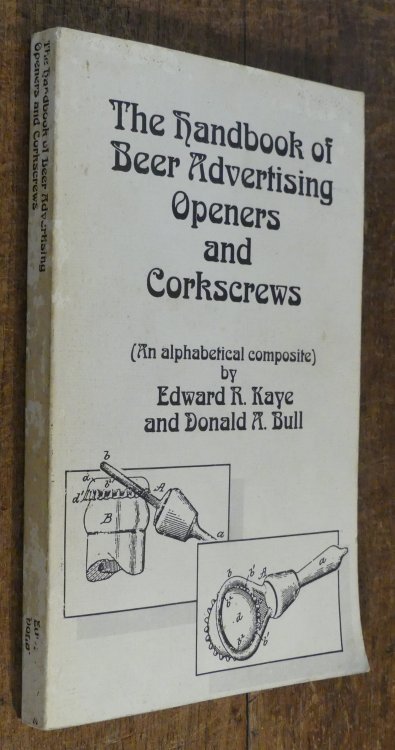 The Handbook of
Beer Advertising
Openers
and
Corkscrews
(An alphabetical composite)
by
Edward R. Kaye
and Donald A. Bull
b
a
b'
A
d'
B
a
b
b'
A
a
b'
d
b"
b'
The Handbook of Beer Advertising
Openers and Corkscrews